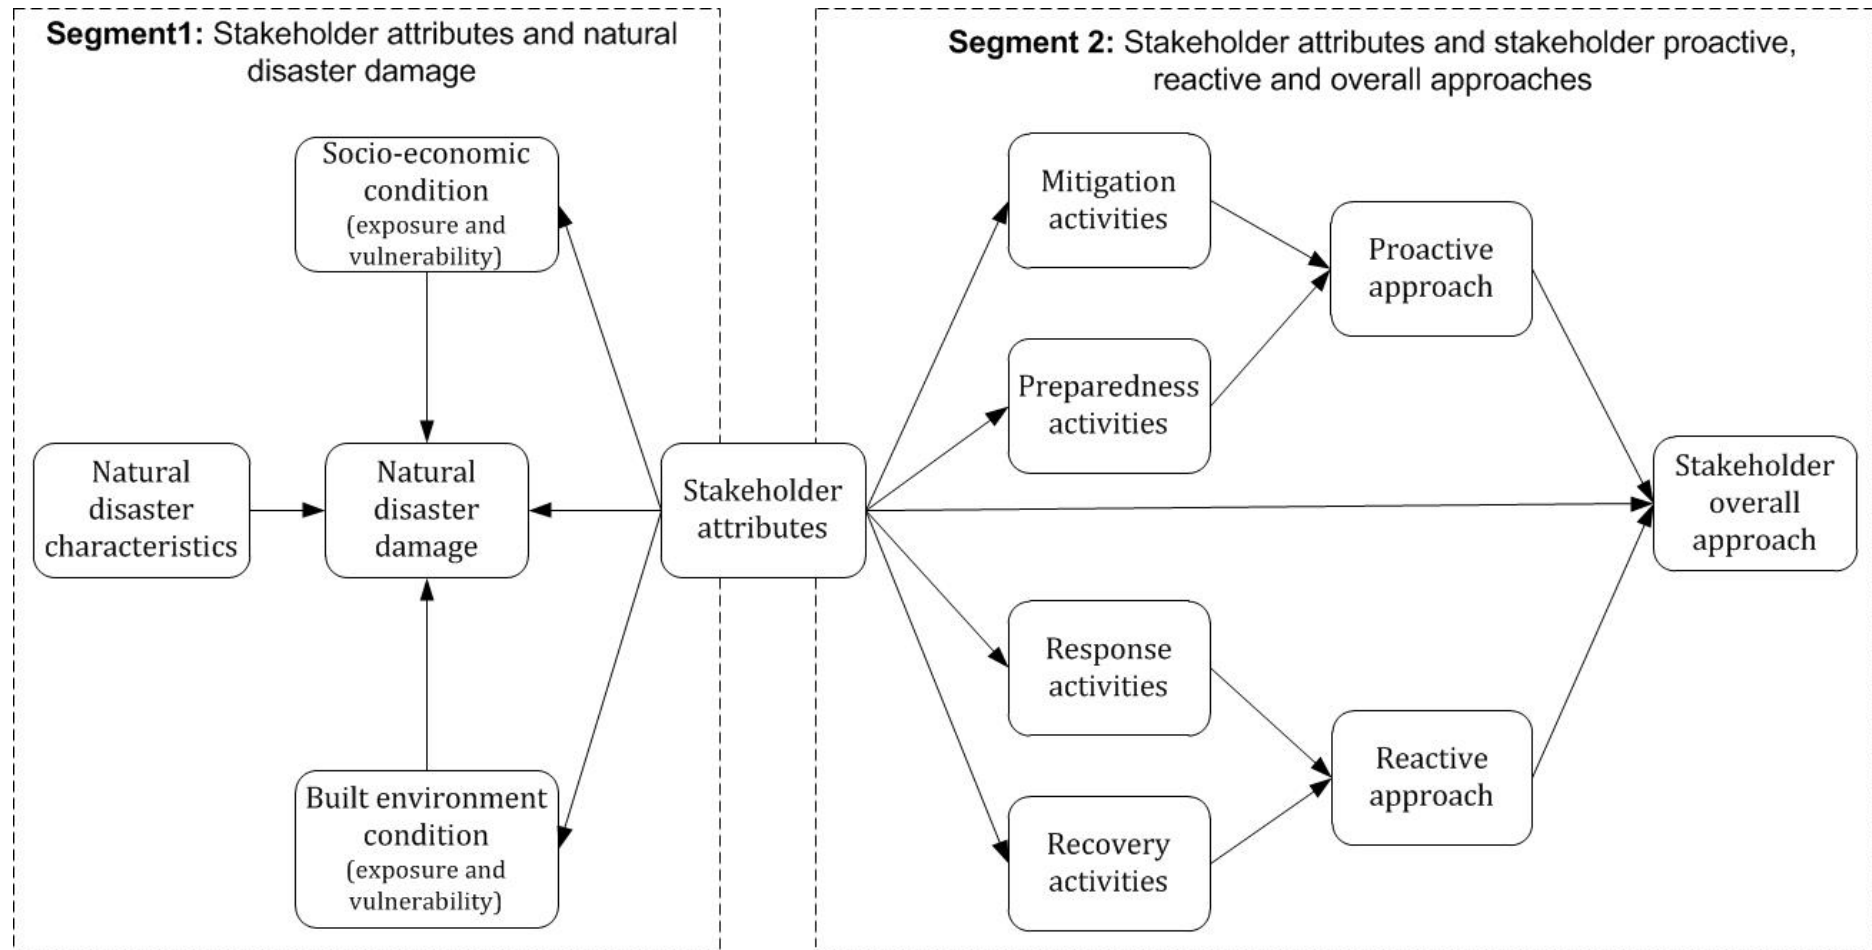 Segment1: Stakeholder attributes and natural
disaster damage
Segment 2: Stakeholder attributes and stakeholder proactive,
reactive and overall approaches
Socio-economic
condition
(exposure and
vulnerability)
Natural
disaster
characteristics
Natural
disaster
damage
Built environment
condition
(exposure and
vulnerability)
Stakeholder
attributes
Mitigation
activities
Preparedness
activities
Response
activities
Recovery
activities
Proactive
approach
Reactive
approach
Stakeholder
overall
approach